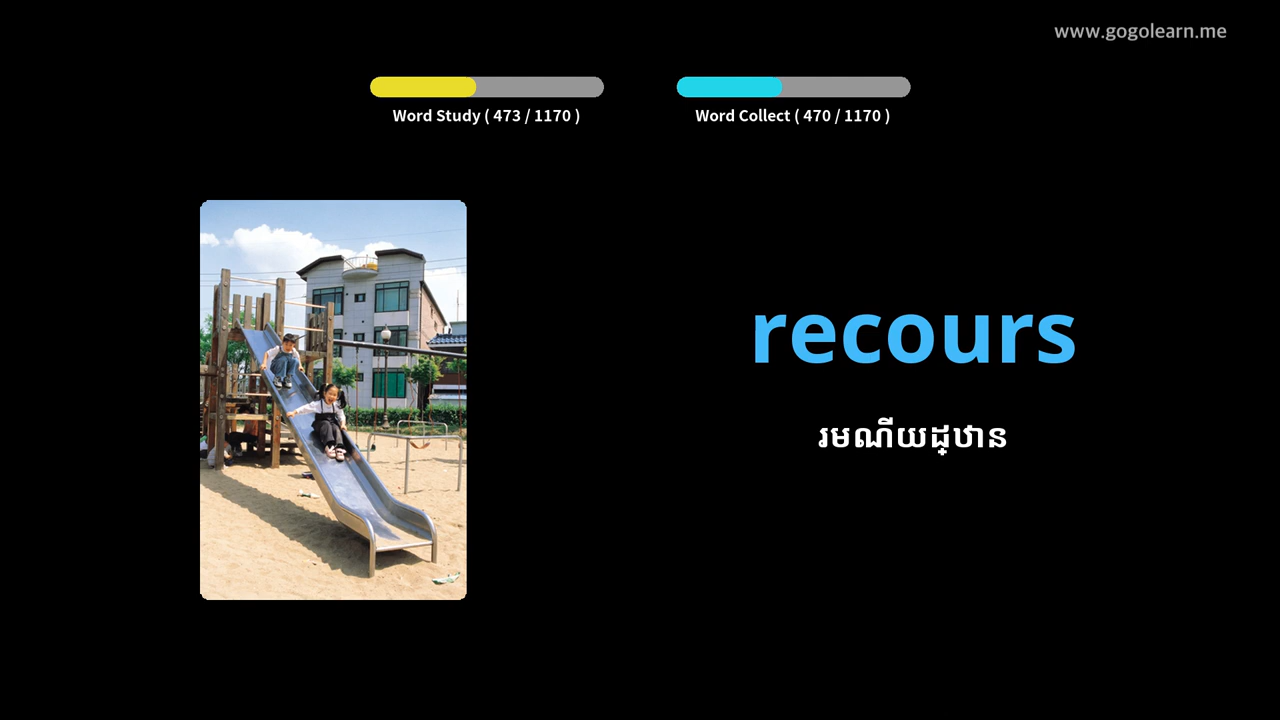 www.gogolearn.me
Word Study ( 473 / 1170 )
Word Collect ( 470 / 1170 )
recours
រមណីយដ្ឋាន